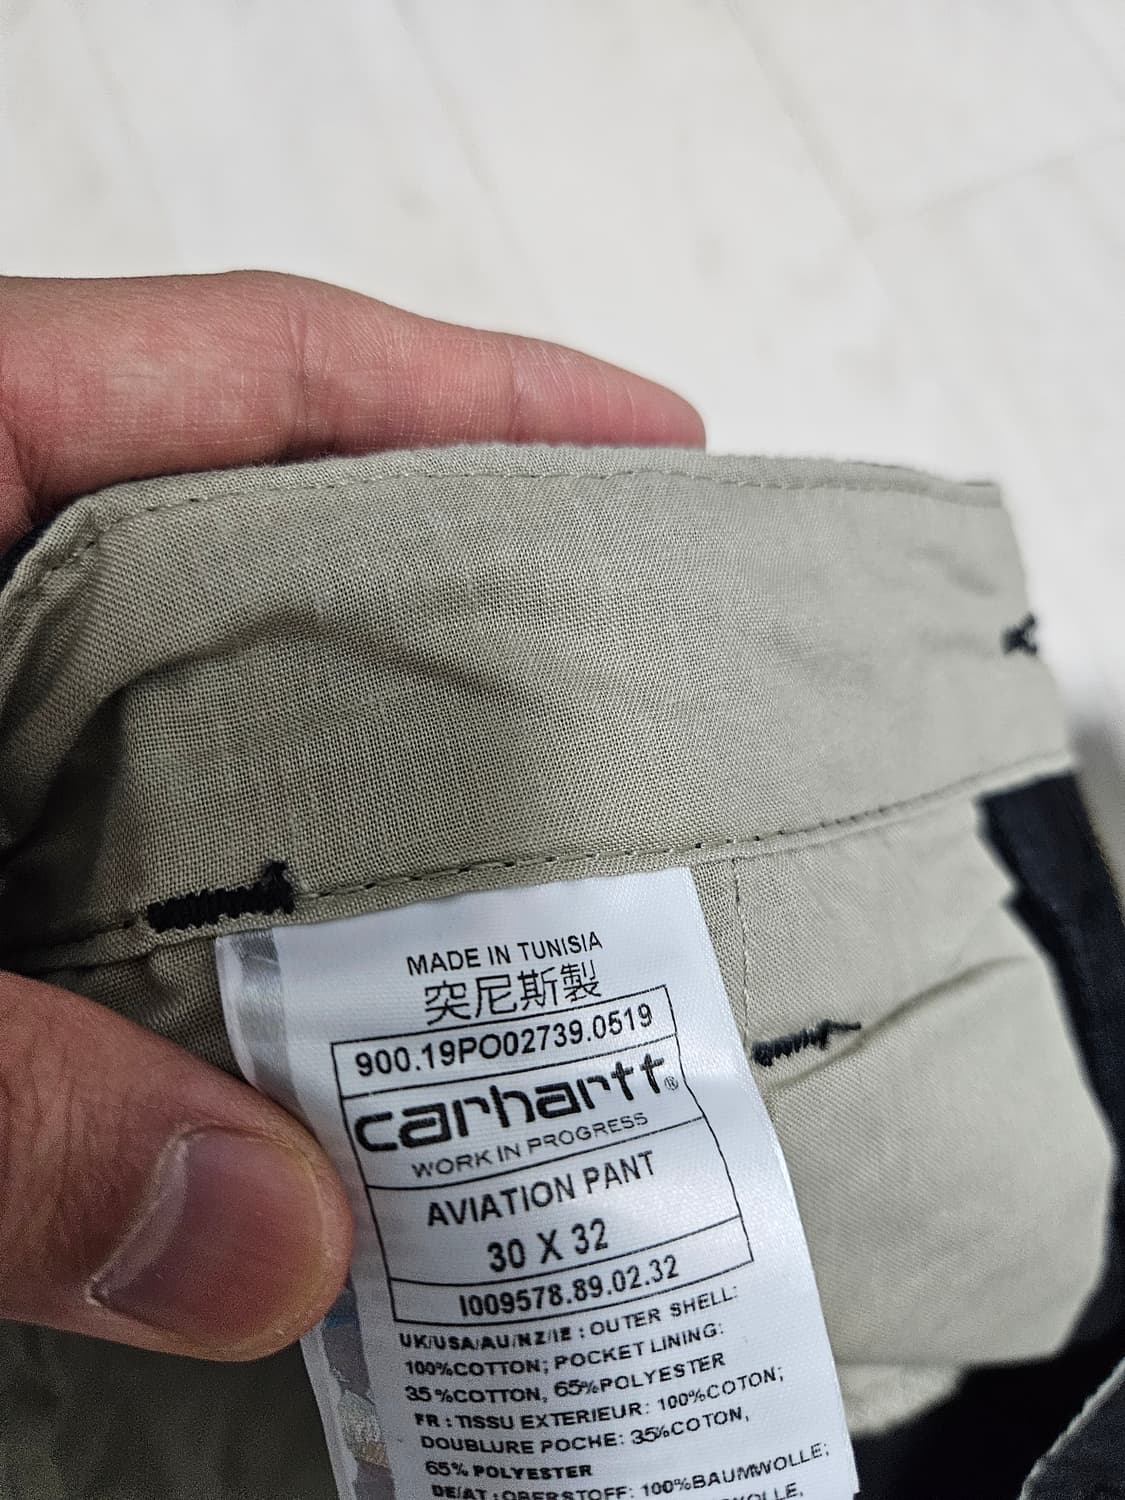 MADE IN TUNISIA
突尼斯製
900.19PO02739.0519
carhartt®
WORK IN PROGRESS
AVIATION PANT
30 X 32
I009578.89.02.32
UK/USA/AU/NZ/IE : OUTER SHELL:
100%COTTON; POCKET LINING:
35%COTTON, 65%POLYESTER
FR : TISSU EXTERIEUR: 100%COTON;
DOUBLURE POCHE: 35%COTON,
65% POLYESTER
DE/AT : OBERSTOFF: 100%BAUMWOLLE;